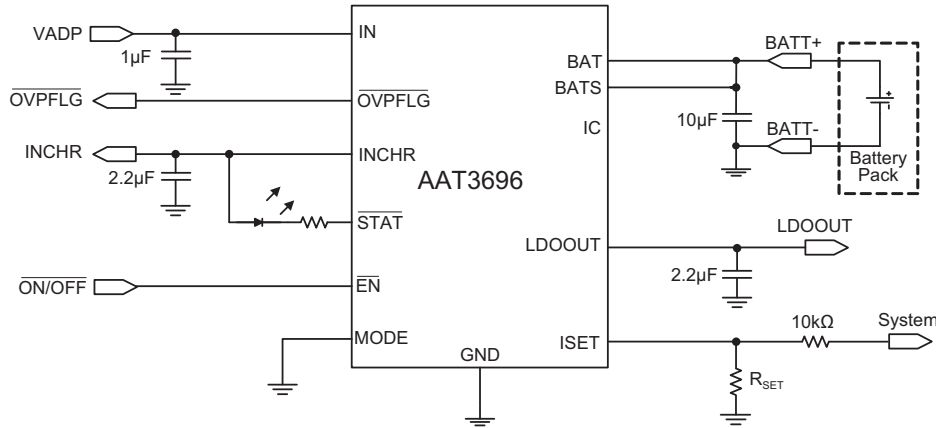 VADP
1µF
IN
OVPFLG
OVPFLG
INCHR
2.2µF
INCHR
STAT
ON/OFF
EN
MODE
AAT3696
GND
BAT
BATS
IC
LDOOUT
ISET
BATT+
10µF
BATT-
+
-
Battery
Pack
LDOOUT
2.2µF
10kΩ
System
RSET